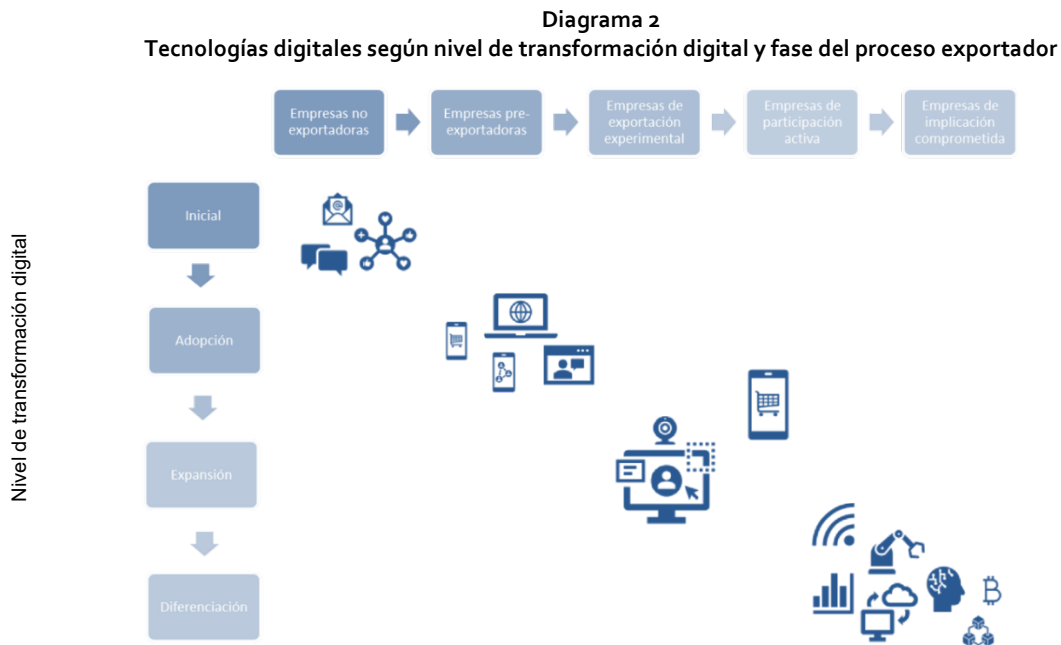 Diagrama 2
Tecnologías digitales según nivel de transformación digital y fase del proceso exportador
Empresas no
exportadoras
Empresas pre-
exportadoras
Empresas de
exportación
experimental
Empresas de
participación
activa
Empresas de
implicación
comprometida
Nivel de transformación digital
Inicial
Adopción
Expansión
Diferenciación